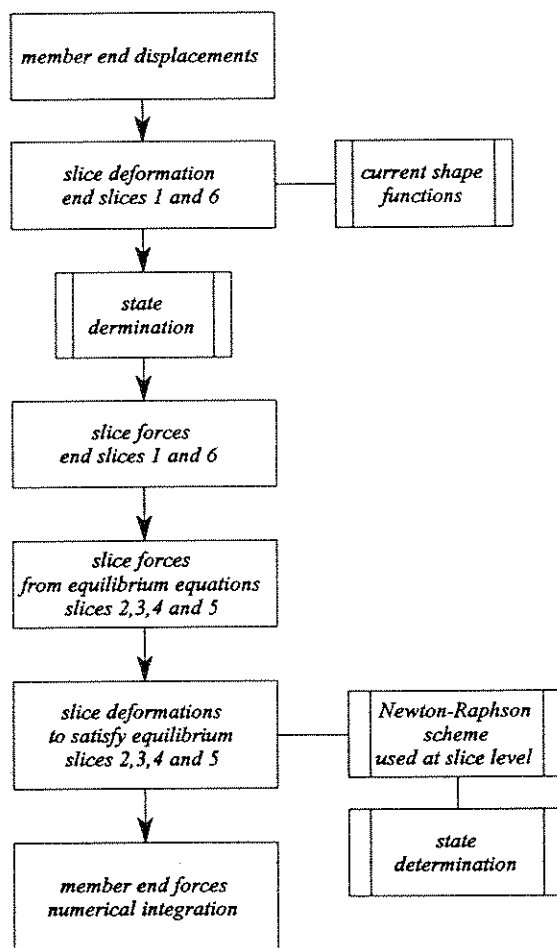 member end displacements
slice deformation
end slices 1 and 6
current shape
functions
state
dermination
slice forces
end slices 1 and 6
slice forces
from equilibrium equations
slices 2,3,4 and 5
slice deformations
to satisfy equilibrium
slices 2,3,4 and 5
Newton-Raphson
scheme
used at slice level
state
determination
member end forces
numerical integration